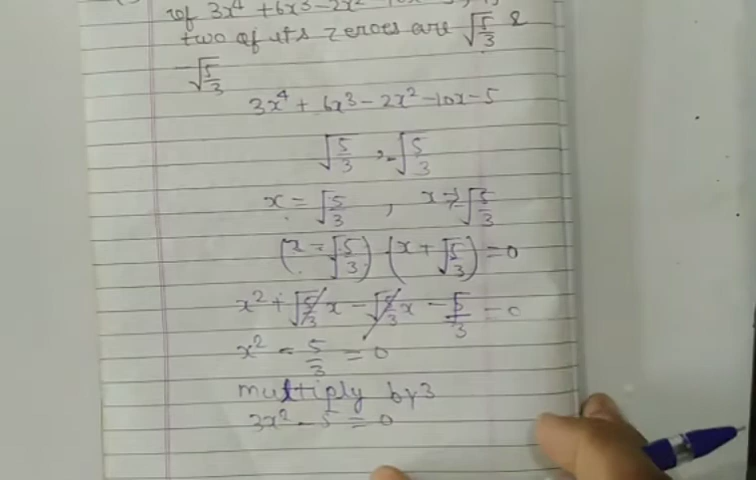 of 3x⁴ + 6x³ - 2x² - 10x - 5, if
two of its zeroes are √5/3 &
-√5/3
3x⁴ + 6x³ - 2x² - 10x - 5
√5/3 , -√5/3
x = √5/3 , x = -√5/3
(x - √5/3) (x + √5/3) = 0
x² + √5/3 x - √5/3 x - 5/3 = 0
x² - 5/3 = 0
multiply by 3
3x² - 5 = 0